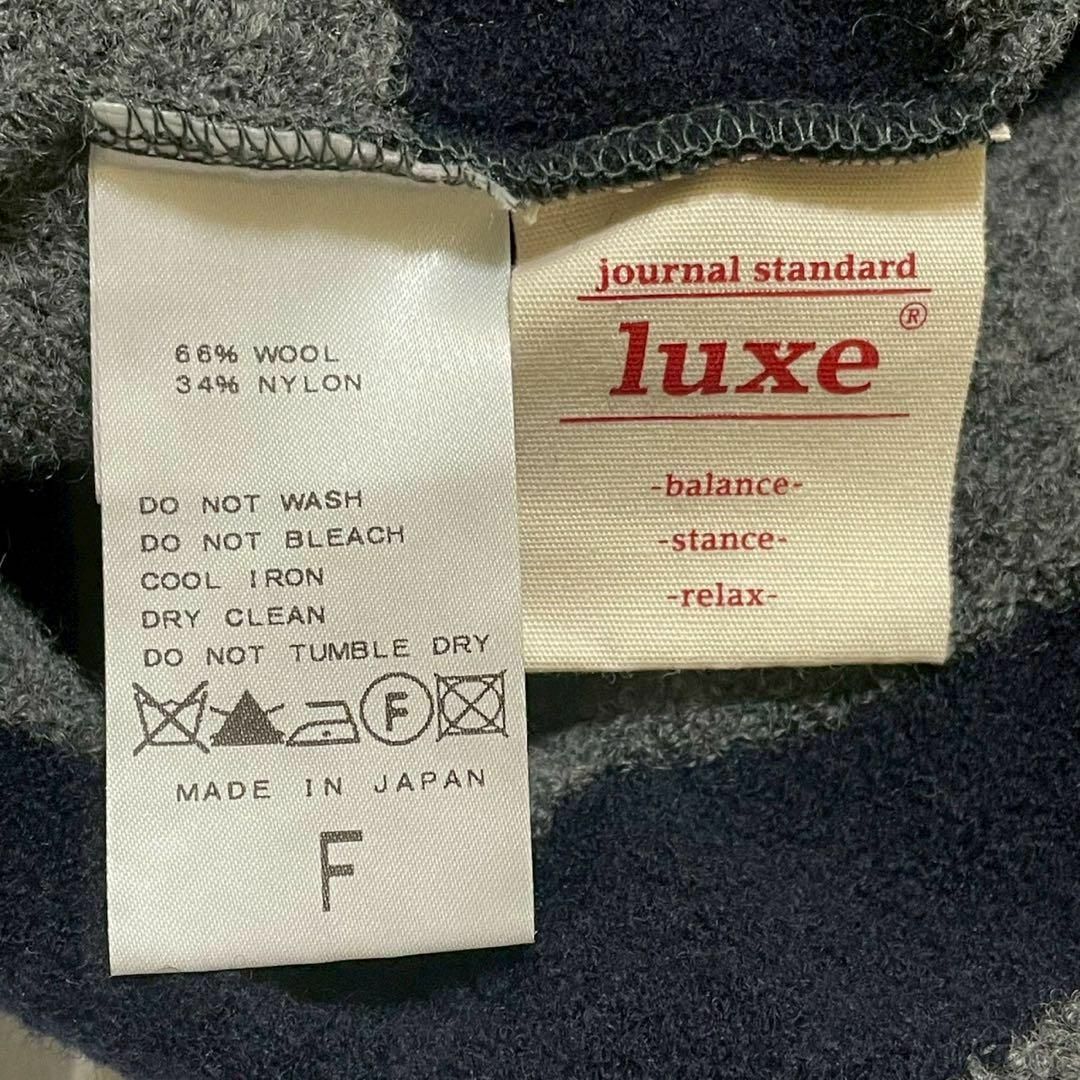 66% WOOL
34% NYLON
DO NOT WASH
DO NOT BLEACH
COOL IRON
DRY CLEAN
DO NOT TUMBLE DRY
F
MADE IN JAPAN
F
journal standard
luxe®
-balance-
-stance-
-relax-